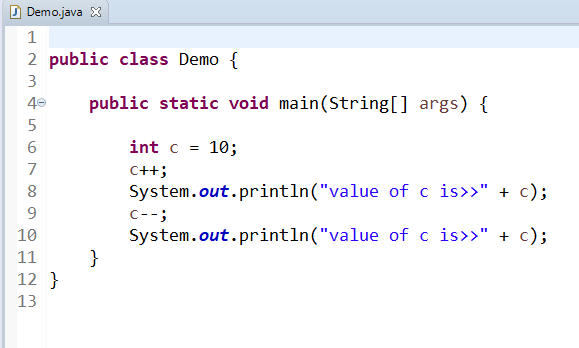 Demo.java
1
2 public class Demo {
3
4 public static void main(String[] args) {
5
6 int c = 10;
7 c++;
8 System.out.println("value of c is>>" + c);
9 c--;
10 System.out.println("value of c is>>" + c);
11 }
12 }
13